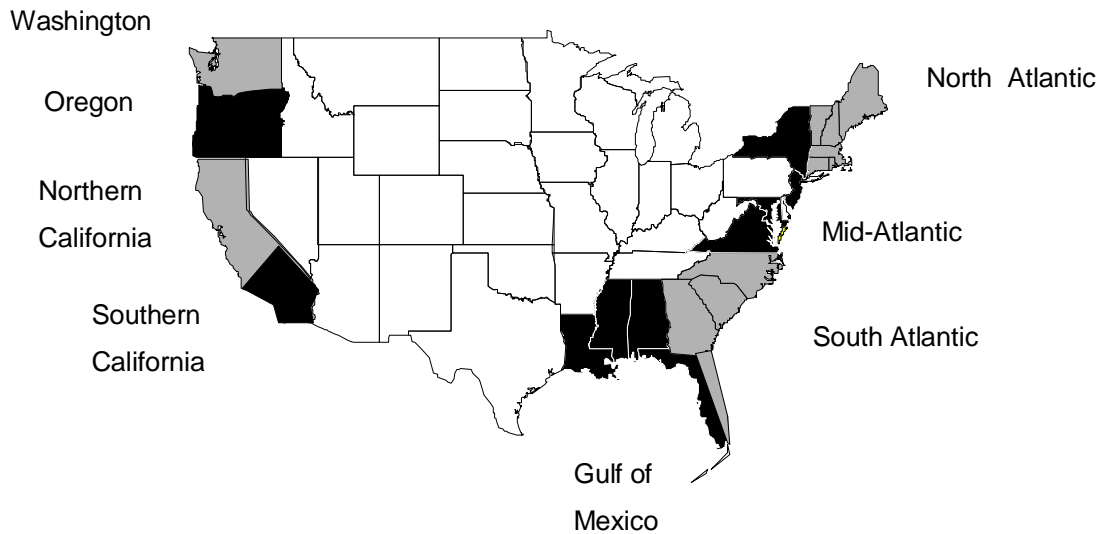 Washington
Oregon
Northern
California
Southern
California
North Atlantic
Mid-Atlantic
South Atlantic
Gulf of
Mexico